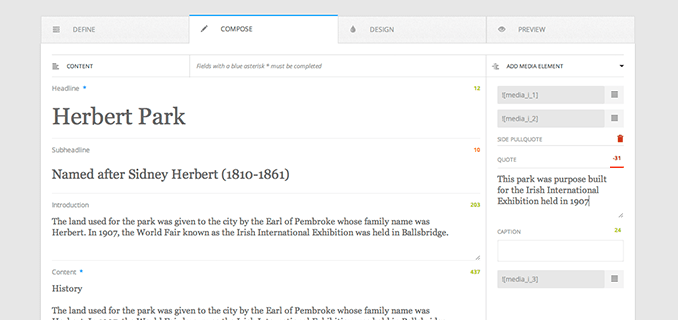 DEFINE
COMPOSE
DESIGN
PREVIEW
CONTENT
Fields with a blue asterisk * must be completed
ADD MEDIA ELEMENT
Headline *
12
Herbert Park
Subheadline
10
Named after Sidney Herbert (1810-1861)
Introduction
203
The land used for the park was given to the city by the Earl of Pembroke whose family name was
Herbert. In 1907, the World Fair known as the Irish International Exhibition was held in Ballsbridge.
Content *
437
History
The land used for the park was given to the city by the Earl of Pembroke whose family name was
![media_i_1]
![media_i_2]
SIDE PULLQUOTE
QUOTE
-31
This park was purpose built
for the Irish International
Exhibition held in 1907
CAPTION
24
![media_i_3]